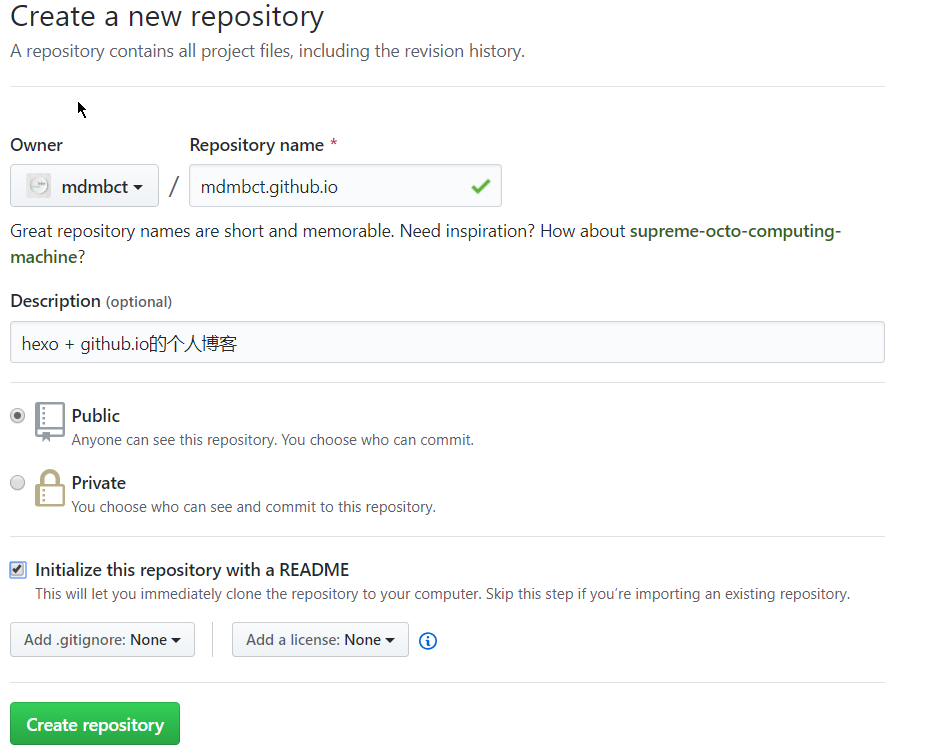 Create a new repository
A repository contains all project files, including the revision history.
Owner
Repository name *
mdmbct
/
mdmbct.github.io
Great repository names are short and memorable. Need inspiration? How about supreme-octo-computing-
machine?
Description (optional)
hexo + github.io的个人博客
Public
Anyone can see this repository. You choose who can commit.
Private
You choose who can see and commit to this repository.
Initialize this repository with a README
This will let you immediately clone the repository to your computer. Skip this step if you’re importing an existing repository.
Add .gitignore: None
Add a license: None
Create repository